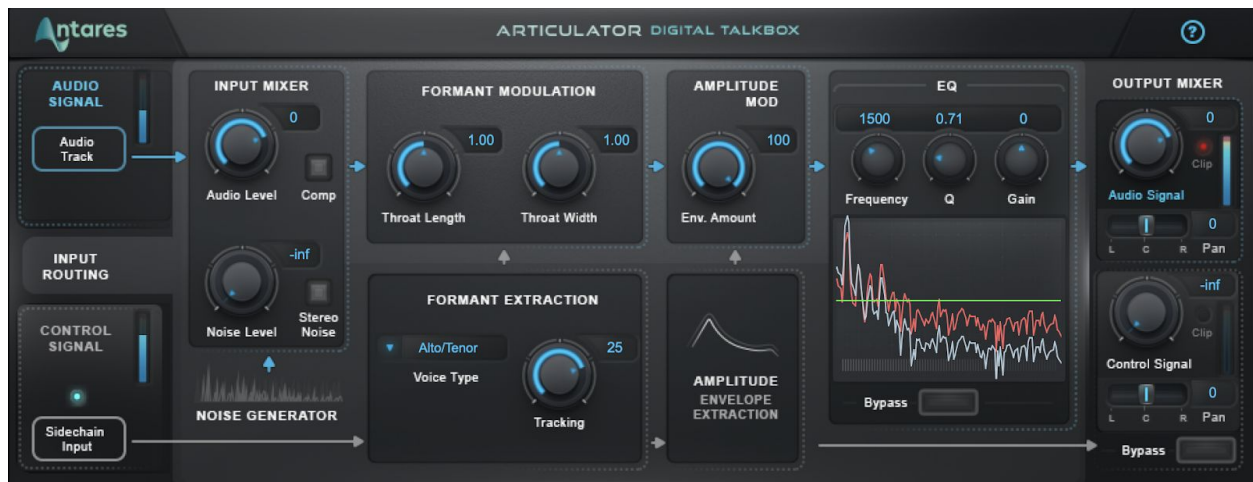 Antares
ARTICULATOR DIGITAL TALKBOX
?
AUDIO
SIGNAL
Audio
Track
INPUT
ROUTING
CONTROL
SIGNAL
Sidechain
Input
INPUT MIXER
0
Audio Level
Comp
-inf
Noise Level
Stereo
Noise
NOISE GENERATOR
FORMANT MODULATION
1.00
1.00
Throat Length
Throat Width
FORMANT EXTRACTION
Alto/Tenor
25
Voice Type
Tracking
AMPLITUDE
MOD
100
Env. Amount
AMPLITUDE
ENVELOPE
EXTRACTION
EQ
1500 0.71 0
Frequency Q Gain
Bypass
OUTPUT MIXER
0
Clip
Audio Signal
0
L C R Pan
-inf
Clip
Control Signal
0
L C R Pan
Bypass